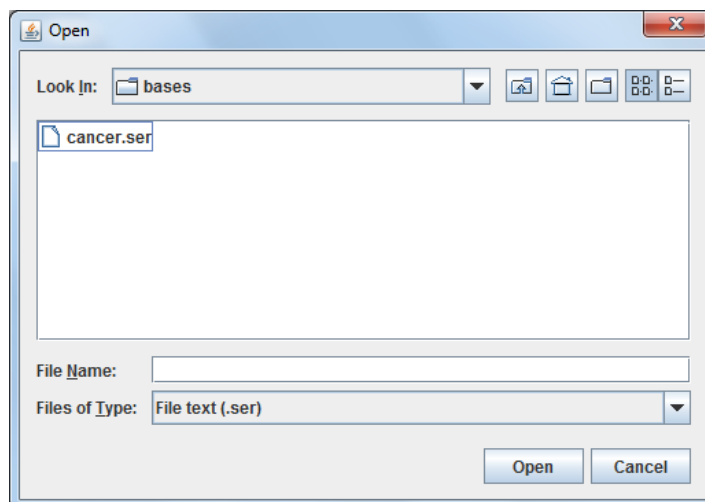 Open
Look In: bases
cancer.ser
File Name:
Files of Type: File text (.ser)
Open Cancel